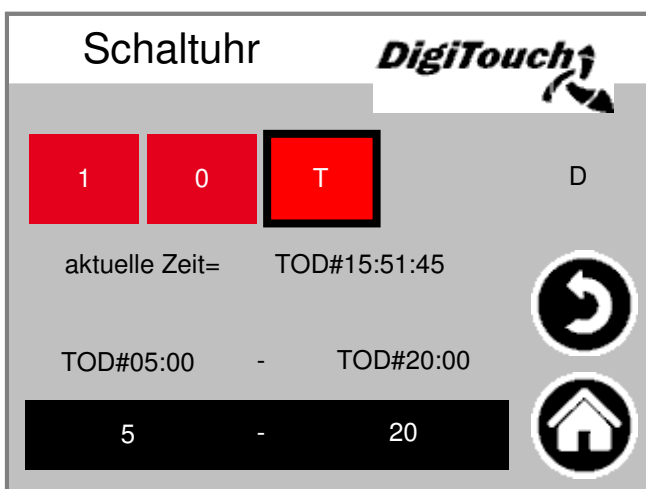 Schaltuhr DigiTouch
1 0 T D
aktuelle Zeit= TOD#15:51:45
TOD#05:00 - TOD#20:00
5 - 20